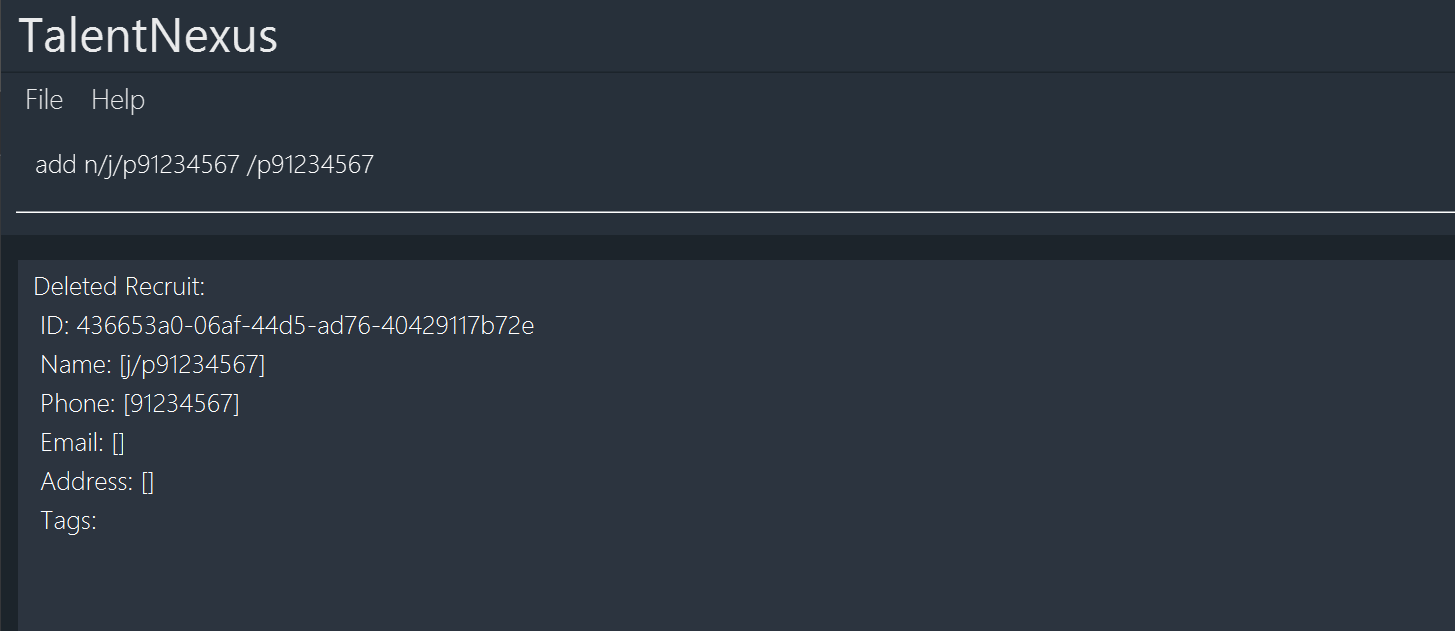 TalentNexus
File Help
add n/j/p91234567 /p91234567
Deleted Recruit:
ID: 436653a0-06af-44d5-ad76-40429117b72e
Name: [j/p91234567]
Phone: [91234567]
Email: []
Address: []
Tags: